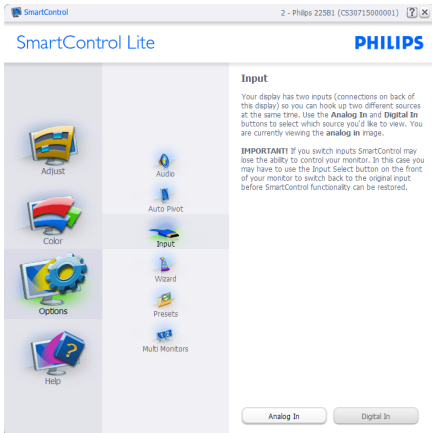 SmartControl
2 - Philips 225B1 (CS30715000001)
SmartControl Lite
PHILIPS
Adjust
Color
Options
Help
Audio
Auto Pivot
Input
Wizard
Presets
Multi Monitors
Input
Your display has two inputs (connections on back of
this display) so you can hook up two different sources
at the same time. Use the Analog In and Digital In
buttons to select which source you'd like to view. You
are currently viewing the analog in image.
IMPORTANT! If you switch inputs SmartControl may
lose the ability to control your monitor. In this case you
may have to use the Input Select button on the front
of your monitor to switch back to the original input
before SmartControl functionality can be restored.
Analog In
Digital In